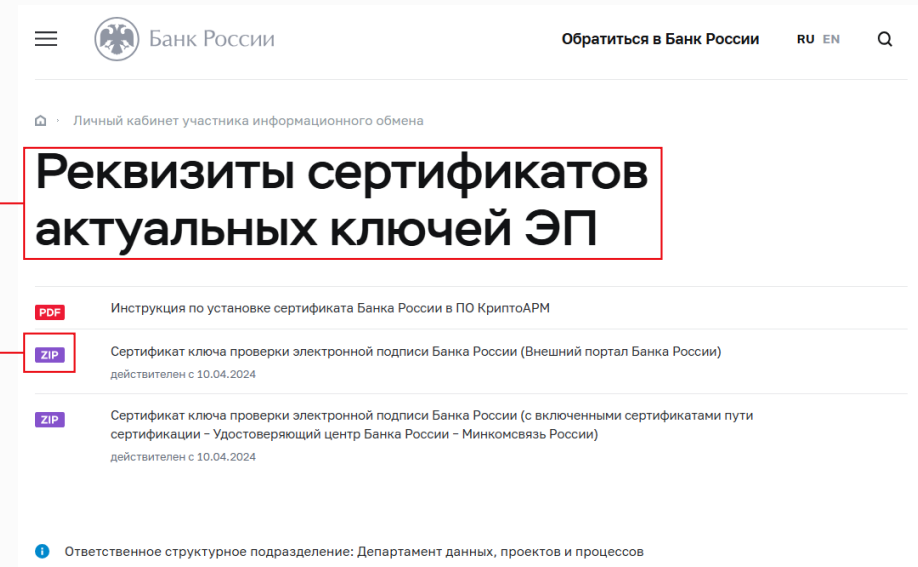 Банк России
Обратиться в Банк России
RU EN
Личный кабинет участника информационного обмена
Реквизиты сертификатов
актуальных ключей ЭП
PDF
Инструкция по установке сертификата Банка России в ПО КриптоАРМ
ZIP
Сертификат ключа проверки электронной подписи Банка России (Внешний портал Банка России)
действителен с 10.04.2024
ZIP
Сертификат ключа проверки электронной подписи Банка России (с включенными сертификатами пути
сертификации – Удостоверяющий центр Банка России – Минкомсвязь России)
действителен с 10.04.2024
Ответственное структурное подразделение: Департамент данных, проектов и процессов